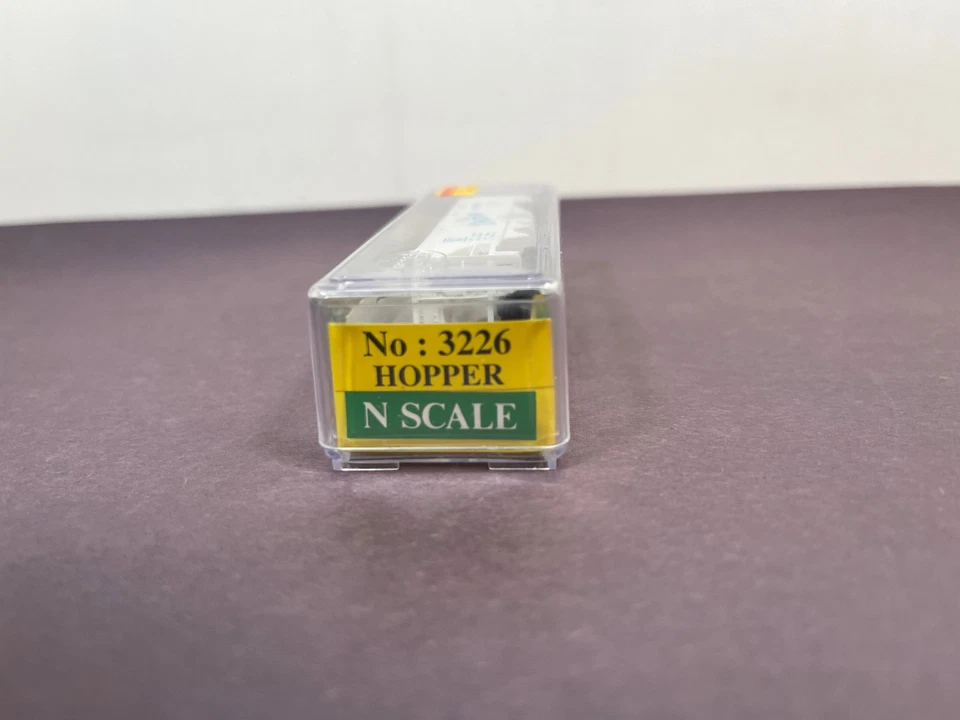 No : 3226
HOPPER
N SCALE